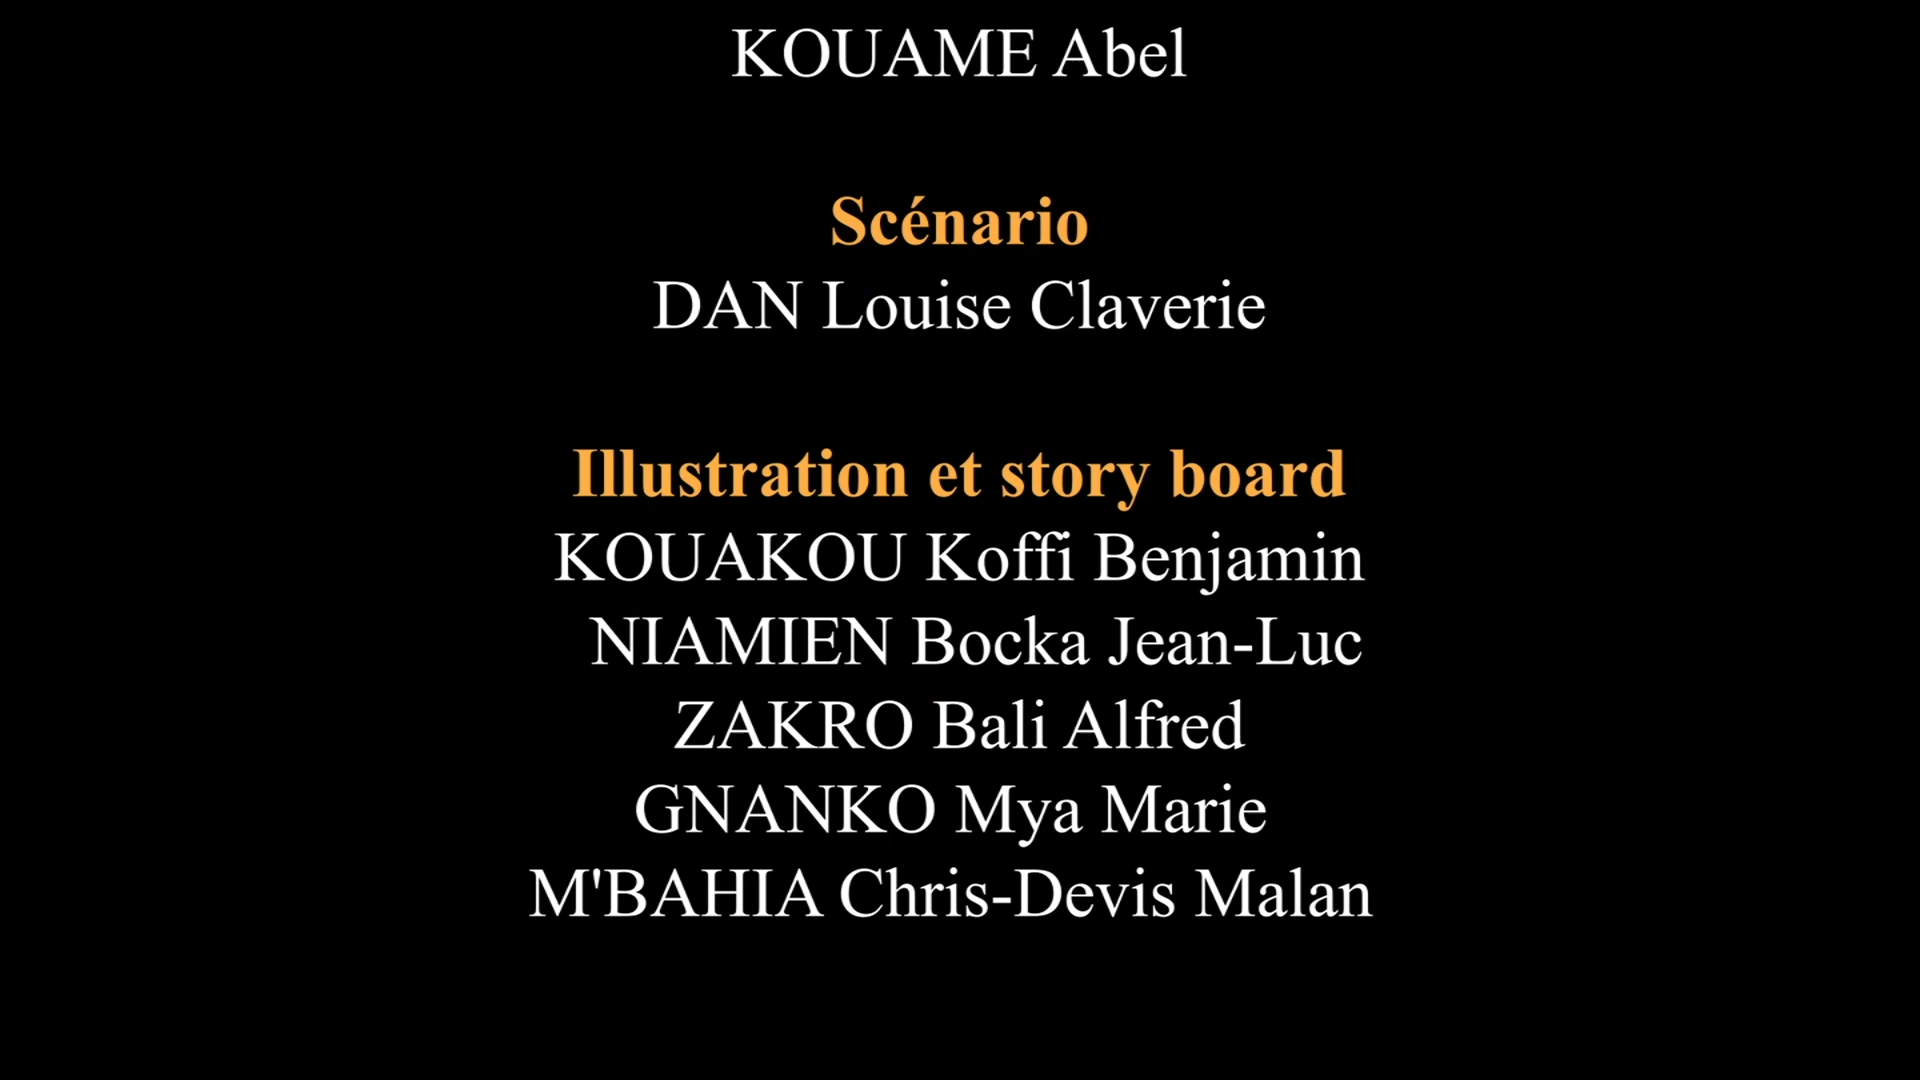 KOUAME Abel
Scénario
DAN Louise Claverie
Illustration et story board
KOUAKOU Koffi Benjamin
NIAMIEN Bocka Jean-Luc
ZAKRO Bali Alfred
GNANKO Mya Marie
M'BAHIA Chris-Devis Malan